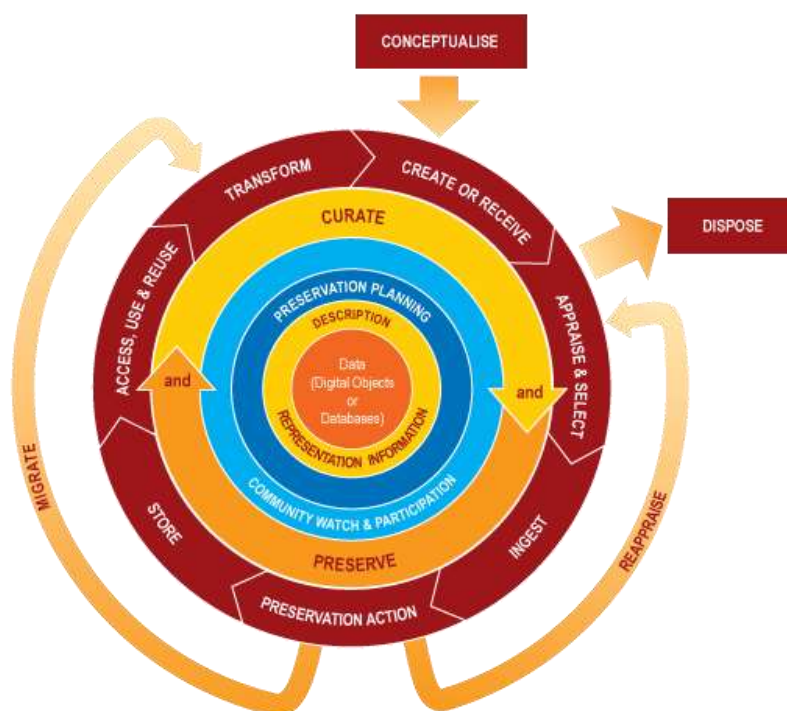 CONCEPTUALISE
TRANSFORM
CREATE OR RECEIVE
DISPOSE
CURATE
ACCESS, USE & REUSE
APPRAISE & SELECT
PRESERVATION PLANNING
DESCRIPTION
Data
(Digital Objects
or
Databases)
and
and
REPRESENTATION INFORMATION
COMMUNITY WATCH & PARTICIPATION
MIGRATE
STORE
INGEST
REAPPRAISE
PRESERVE
PRESERVATION ACTION